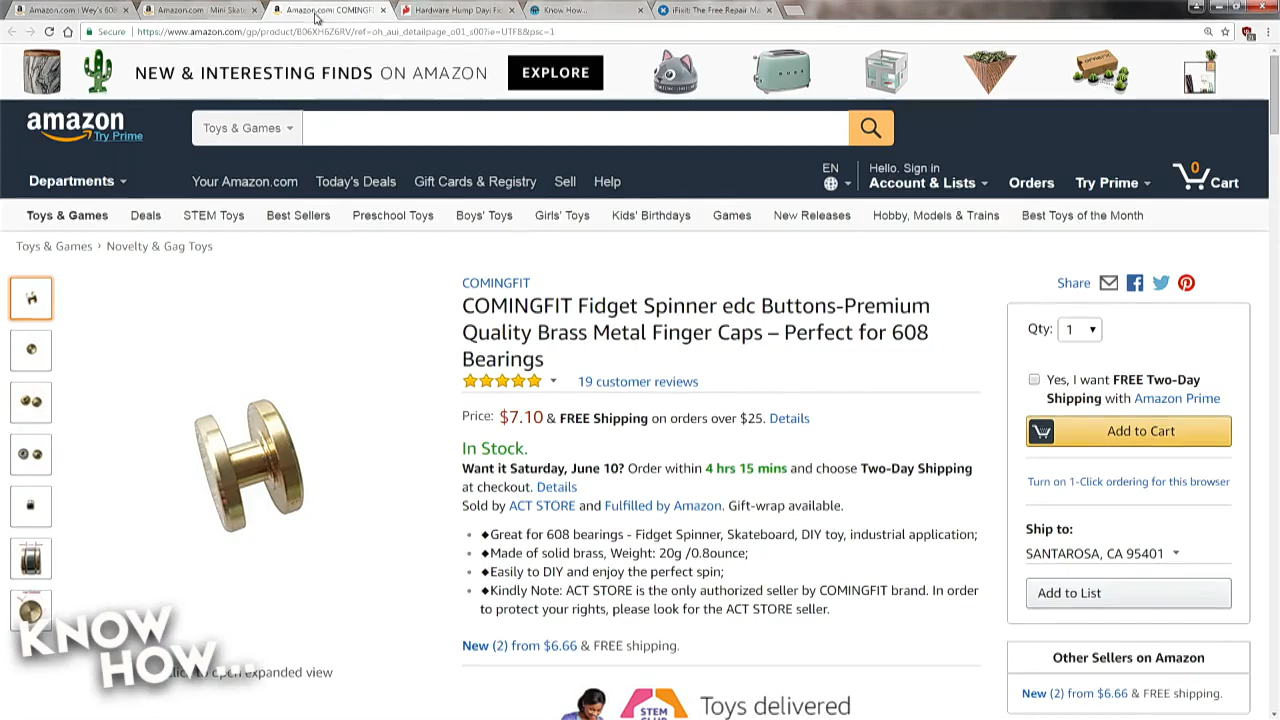 Amazon.com: Wey's 608
Amazon.com: Mini Skate
Amazon.com: COMINGF
Hardware Hump Day: Fid
Know How...
iFixit: The Free Repair Ma
Secure
https://www.amazon.com/gp/product/B06XH6Z6RV/ref=oh_aui_detailpage_o01_s00?ie=UTF8&psc=1
NEW & INTERESTING FINDS ON AMAZON
EXPLORE
amazon
Try Prime
Toys & Games
Departments
Your Amazon.com
Today's Deals
Gift Cards & Registry
Sell
Help
EN
Hello. Sign in
Account & Lists
Orders
Try Prime
0
Cart
Toys & Games
Deals
STEM Toys
Best Sellers
Preschool Toys
Boys' Toys
Girls' Toys
Kids' Birthdays
Games
New Releases
Hobby, Models & Trains
Best Toys of the Month
Toys & Games › Novelty & Gag Toys
COMINGFIT
COMINGFIT Fidget Spinner edc Buttons-Premium
Quality Brass Metal Finger Caps – Perfect for 608
Bearings
19 customer reviews
Price: $7.10 & FREE Shipping on orders over $25. Details
In Stock.
Want it Saturday, June 10? Order within 4 hrs 15 mins and choose Two-Day Shipping
at checkout. Details
Sold by ACT STORE and Fulfilled by Amazon. Gift-wrap available.
• ◆Great for 608 bearings - Fidget Spinner, Skateboard, DIY toy, industrial application;
• ◆Made of solid brass, Weight: 20g /0.8ounce;
• ◆Easily to DIY and enjoy the perfect spin;
• ◆Kindly Note: ACT STORE is the only authorized seller by COMINGFIT brand. In order
to protect your rights, please look for the ACT STORE seller.
New (2) from $6.66 & FREE shipping.
Share
Qty: 1
Yes, I want FREE Two-Day
Shipping with Amazon Prime
Add to Cart
Turn on 1-Click ordering for this browser
Ship to:
SANTAROSA, CA 95401
Add to List
Other Sellers on Amazon
New (2) from $6.66 & FREE shipping.
KNOW
HOW...
to open expanded view
STEM
CLUB
Toys delivered